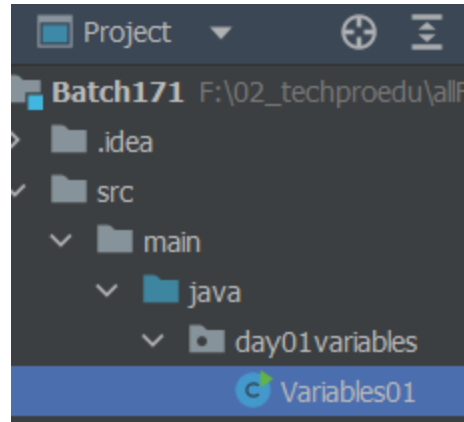 Project
Batch171 F:\02_techproedu\allF
.idea
src
main
java
day01variables
Variables01